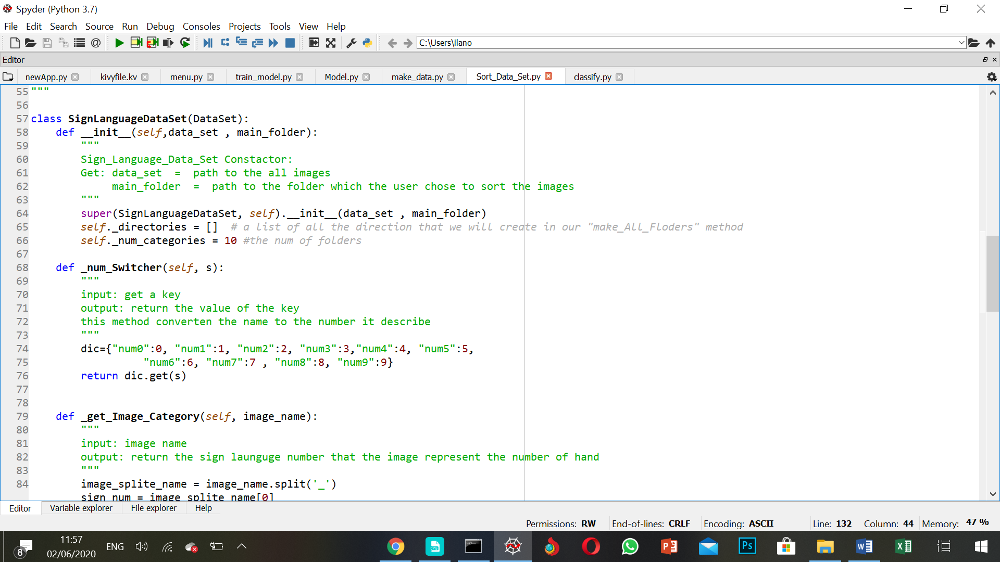 Spyder (Python 3.7)
File Edit Search Source Run Debug Consoles Projects Tools View Help
C:\Users\ilano
Editor
newApp.py kivyfile.kv menu.py train_model.py Model.py make_data.py Sort_Data_Set.py classify.py
55 """
56
57 class SignLanguageDataSet(DataSet):
58     def __init__(self,data_set , main_folder):
59         """
60         Sign_Language_Data_Set Constactor:
61         Get: data_set  =  path to the all images
62              main_folder  =  path to the folder which the user chose to sort the images
63         """
64         super(SignLanguageDataSet, self).__init__(data_set , main_folder)
65         self._directories = []  # a list of all the direction that we will create in our "make_All_Floders" method
66         self._num_categories = 10 #the num of folders
67
68     def _num_Switcher(self, s):
69         """
70         input: get a key
71         output: return the value of the key
72         this method converten the name to the number it describe
73         """
74         dic={"num0":0, "num1":1, "num2":2, "num3":3,"num4":4, "num5":5,
75                   "num6":6, "num7":7 , "num8":8, "num9":9}
76         return dic.get(s)
77
78
79     def _get_Image_Category(self, image_name):
80         """
81         input: image name
82         output: return the sign launguge number that the image represent the number of hand
83         """
84         image_splite_name = image_name.split('_')
        sign_num = image_splite_name[0]
Editor Variable explorer File explorer Help
Permissions: RW End-of-lines: CRLF Encoding: ASCII Line: 132 Column: 44 Memory: 47 %
8 11:57 ENG
02/06/2020